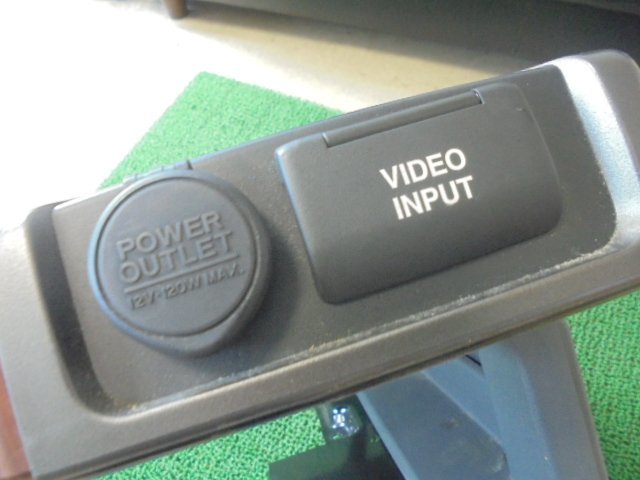 POWER
OUTLET
12V-120W MAX.
VIDEO
INPUT